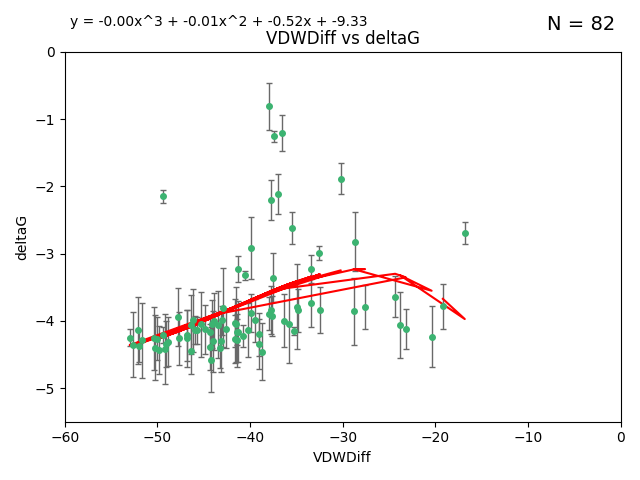 y = -0.00x^3 + -0.01x^2 + -0.52x + -9.33
N = 82
VDWDiff vs deltaG
0
−1
−2
−3
−4
−5
deltaG
−60 −50 −40 −30 −20 −10 0
VDWDiff